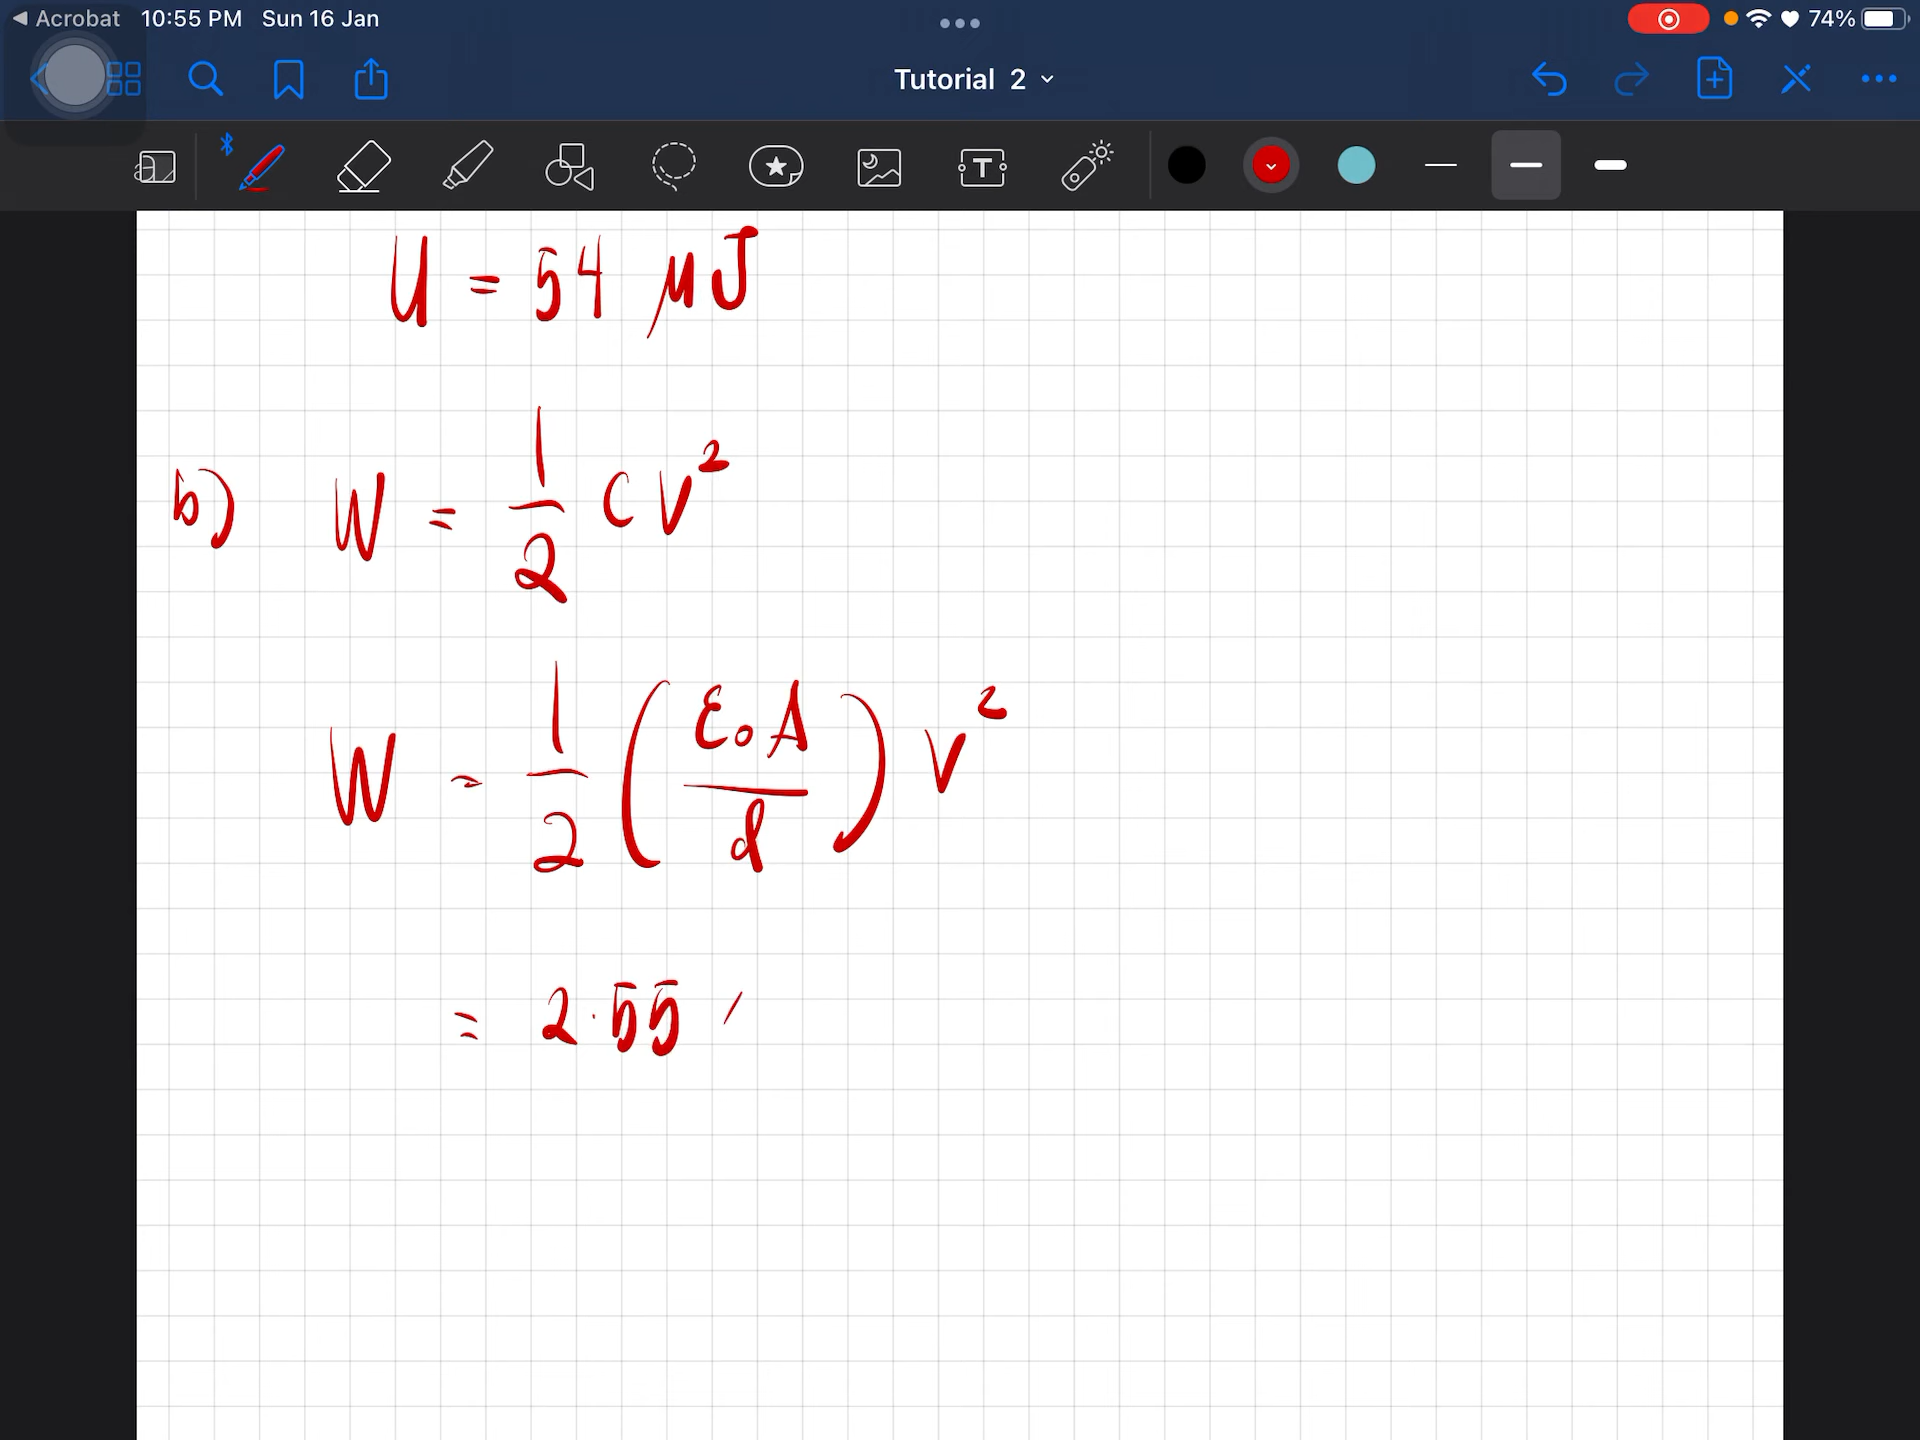 Acrobat 10:55 PM Sun 16 Jan 74%
Tutorial 2
U = 54 μJ
b) W = 1/2 CV²
W = 1/2 (ε₀A/d) V²
= 2.55